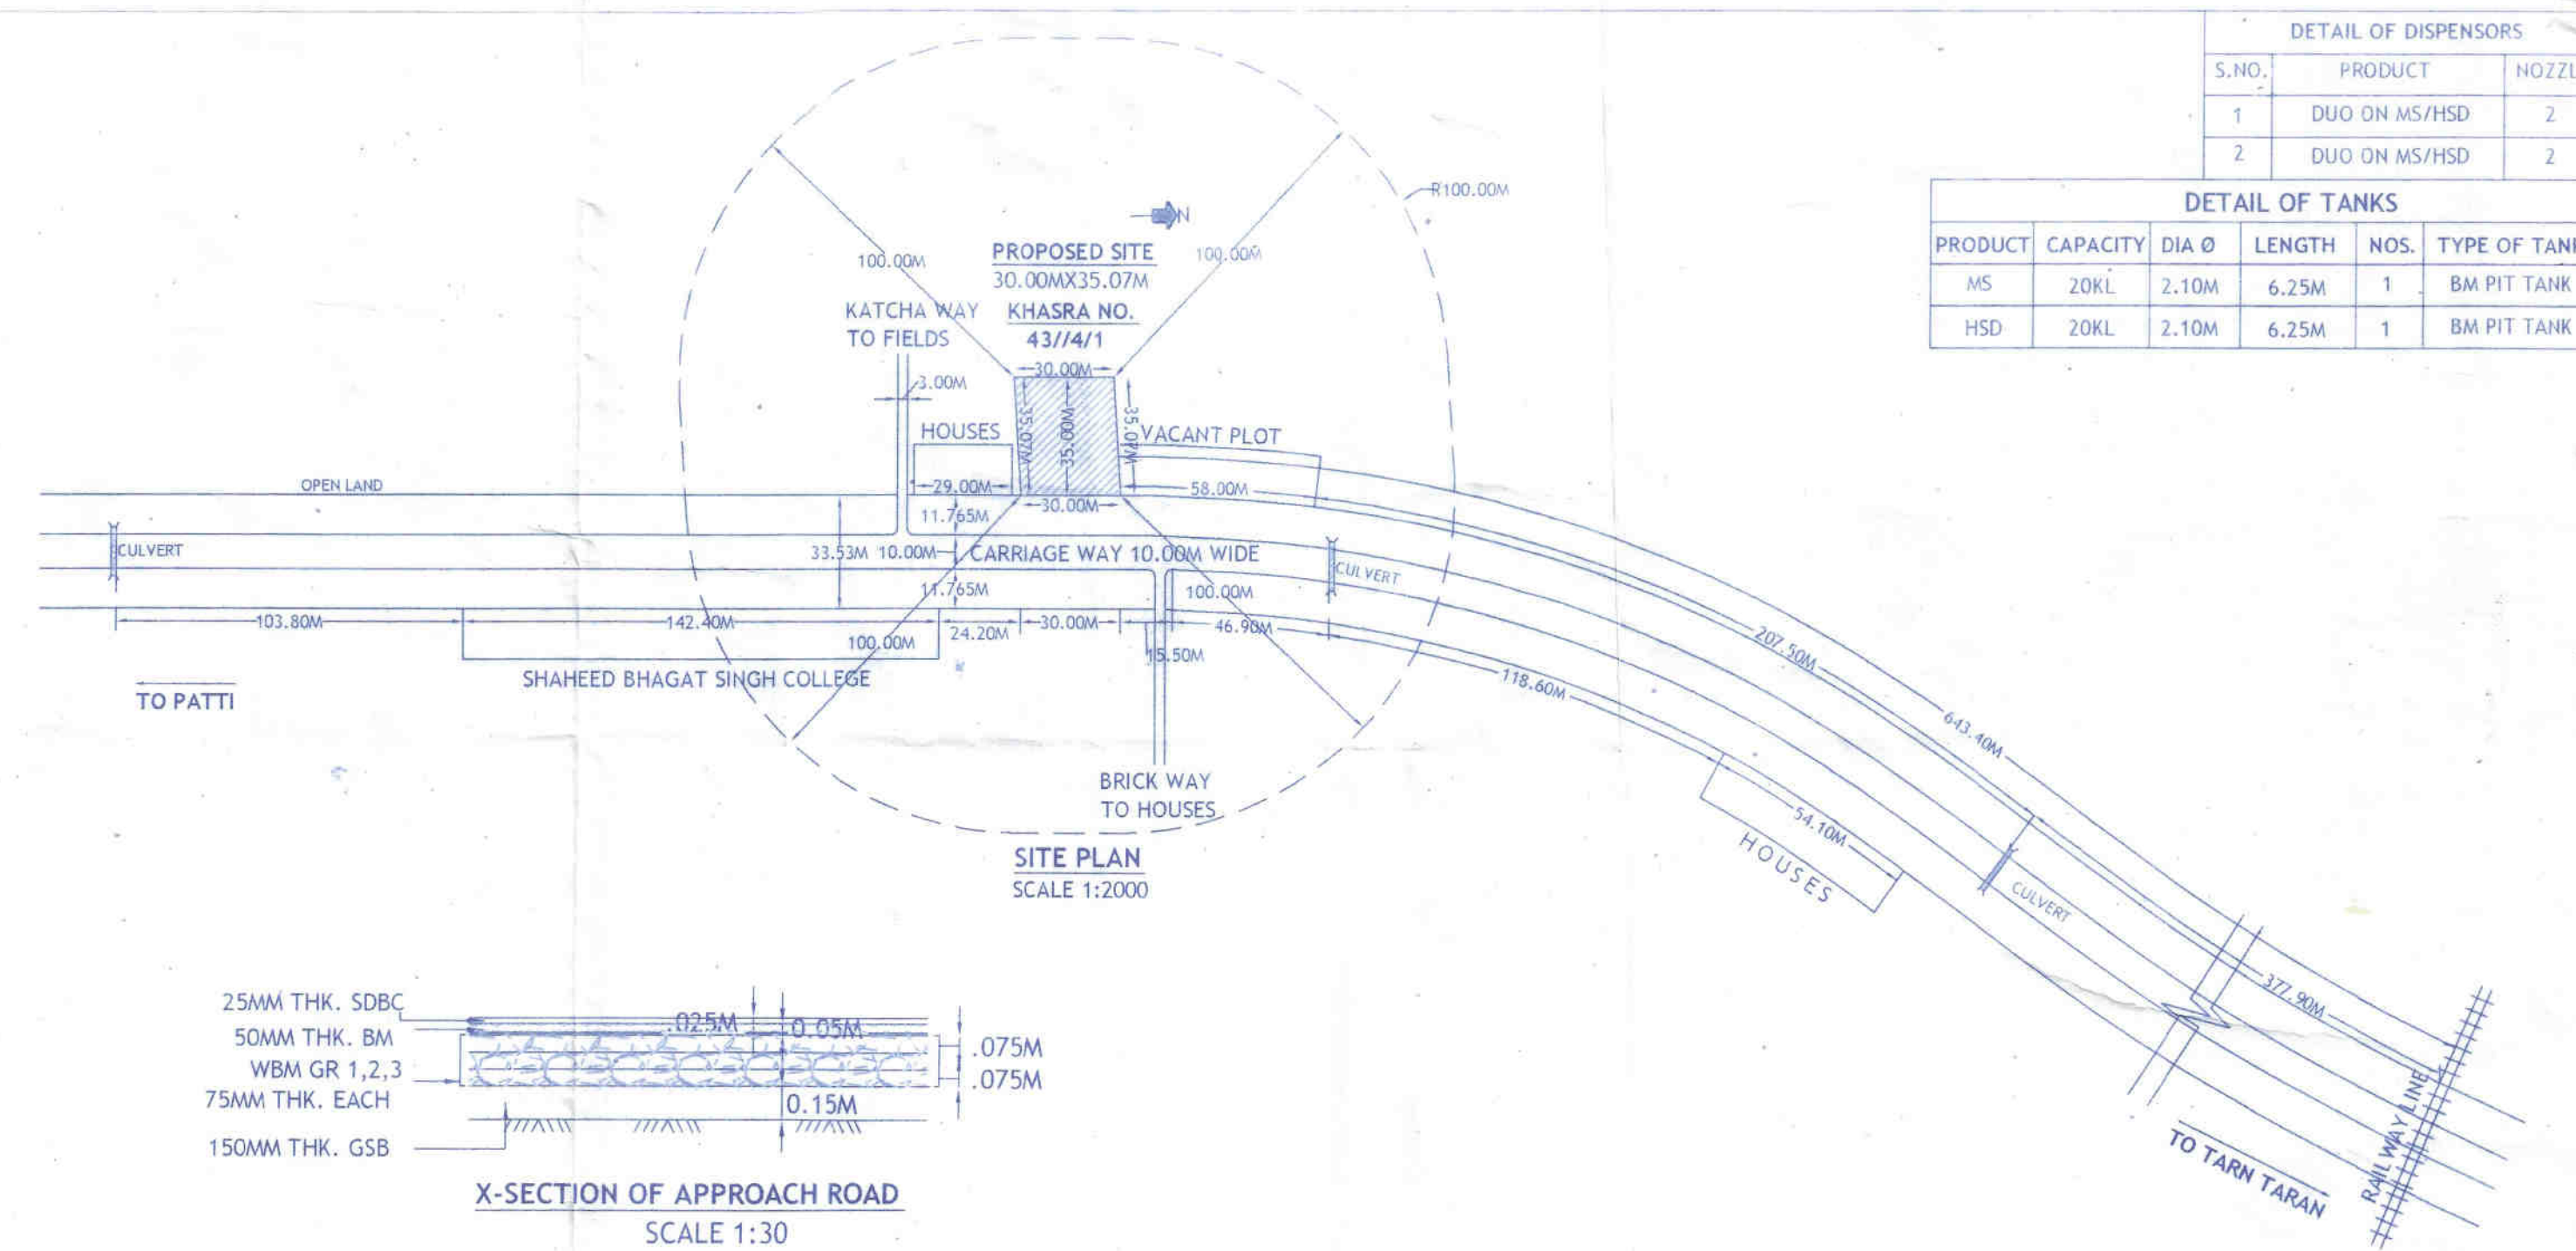 DETAIL OF DISPENSORS
S.NO. PRODUCT NOZZL
1 DUO ON MS/HSD 2
2 DUO ON MS/HSD 2
DETAIL OF TANKS
PRODUCT CAPACITY DIA Ø LENGTH NOS. TYPE OF TANK
MS 20KL 2.10M 6.25M 1 BM PIT TANK
HSD 20KL 2.10M 6.25M 1 BM PIT TANK
R100.00M
N
PROPOSED SITE
30.00MX35.07M
KHASRA NO.
43//4/1
100.00M
100.00M
KATCHA WAY
TO FIELDS
3.00M
30.00M
35.07M
35.00M
35.07M
HOUSES
VACANT PLOT
29.00M
30.00M
58.00M
OPEN LAND
11.765M
CULVERT
33.53M
10.00M
CARRIAGE WAY 10.00M WIDE
CULVERT
11.765M
100.00M
103.80M
142.40M
24.20M
30.00M
46.90M
100.00M
15.50M
SHAHEED BHAGAT SINGH COLLEGE
TO PATTI
118.60M
207.50M
643.40M
BRICK WAY
TO HOUSES
54.10M
HOUSES
CULVERT
377.90M
RAILWAY LINE
TO TARN TARAN
SITE PLAN
SCALE 1:2000
25MM THK. SDBC
50MM THK. BM
WBM GR 1,2,3
75MM THK. EACH
150MM THK. GSB
.025M
0.05M
.075M
.075M
0.15M
X-SECTION OF APPROACH ROAD
SCALE 1:30